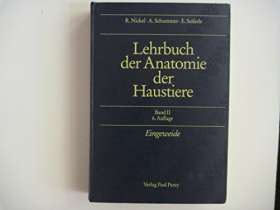 R. Nickel · A. Schummer · E. Seiferle
Lehrbuch
der Anatomie
der
Haustiere
Band II
6. Auflage
Eingeweide
Verlag Paul Parey